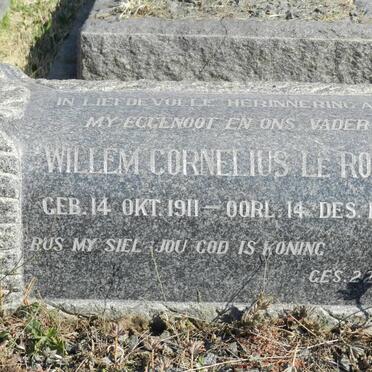 IN LIEFDEVOLLE HERINNERING A
MY EGGENOOT EN ONS VADER
WILLEM CORNELIUS LE RO
GEB. 14 OKT. 1911 — OORL. 14 DES. 1
RUS MY SIEL JOU GOD IS KONING
GES. 2